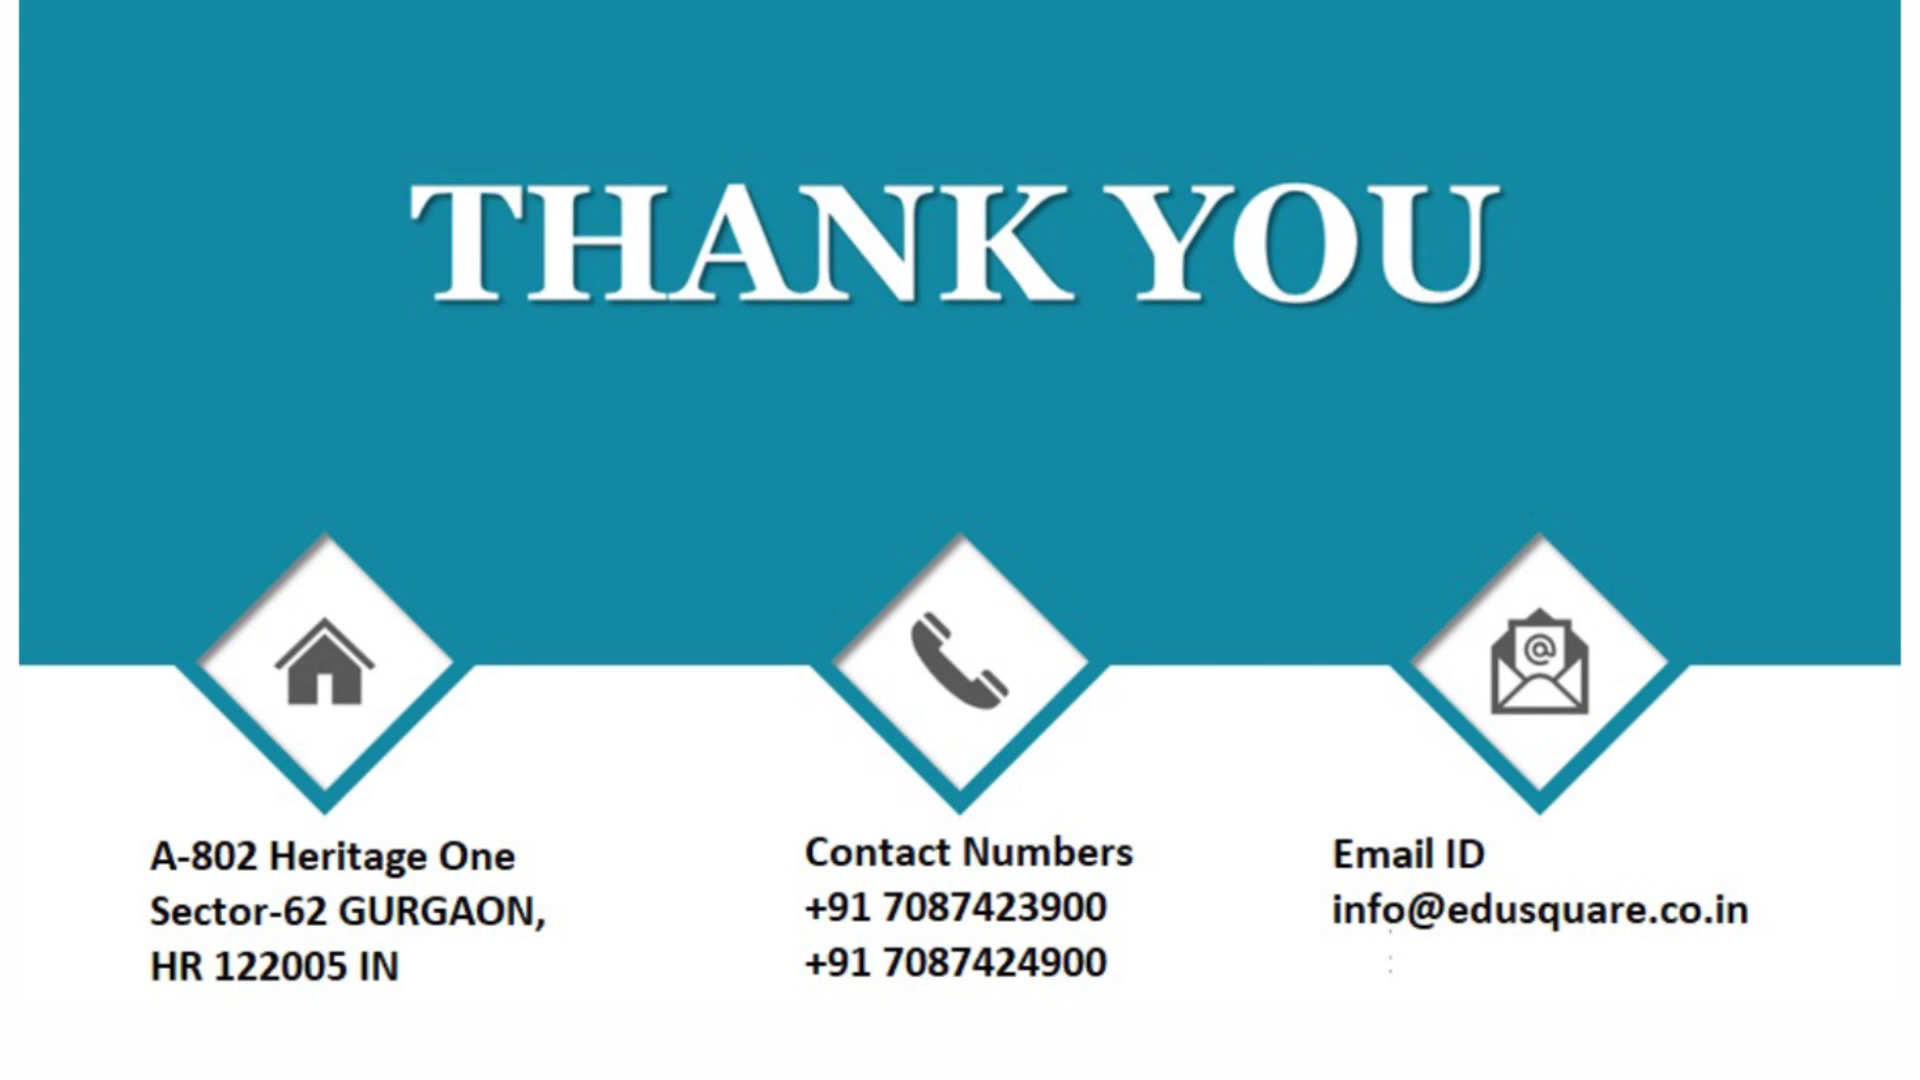 THANK YOU
A-802 Heritage One
Sector-62 GURGAON,
HR 122005 IN
Contact Numbers
+91 7087423900
+91 7087424900
Email ID
info@edusquare.co.in